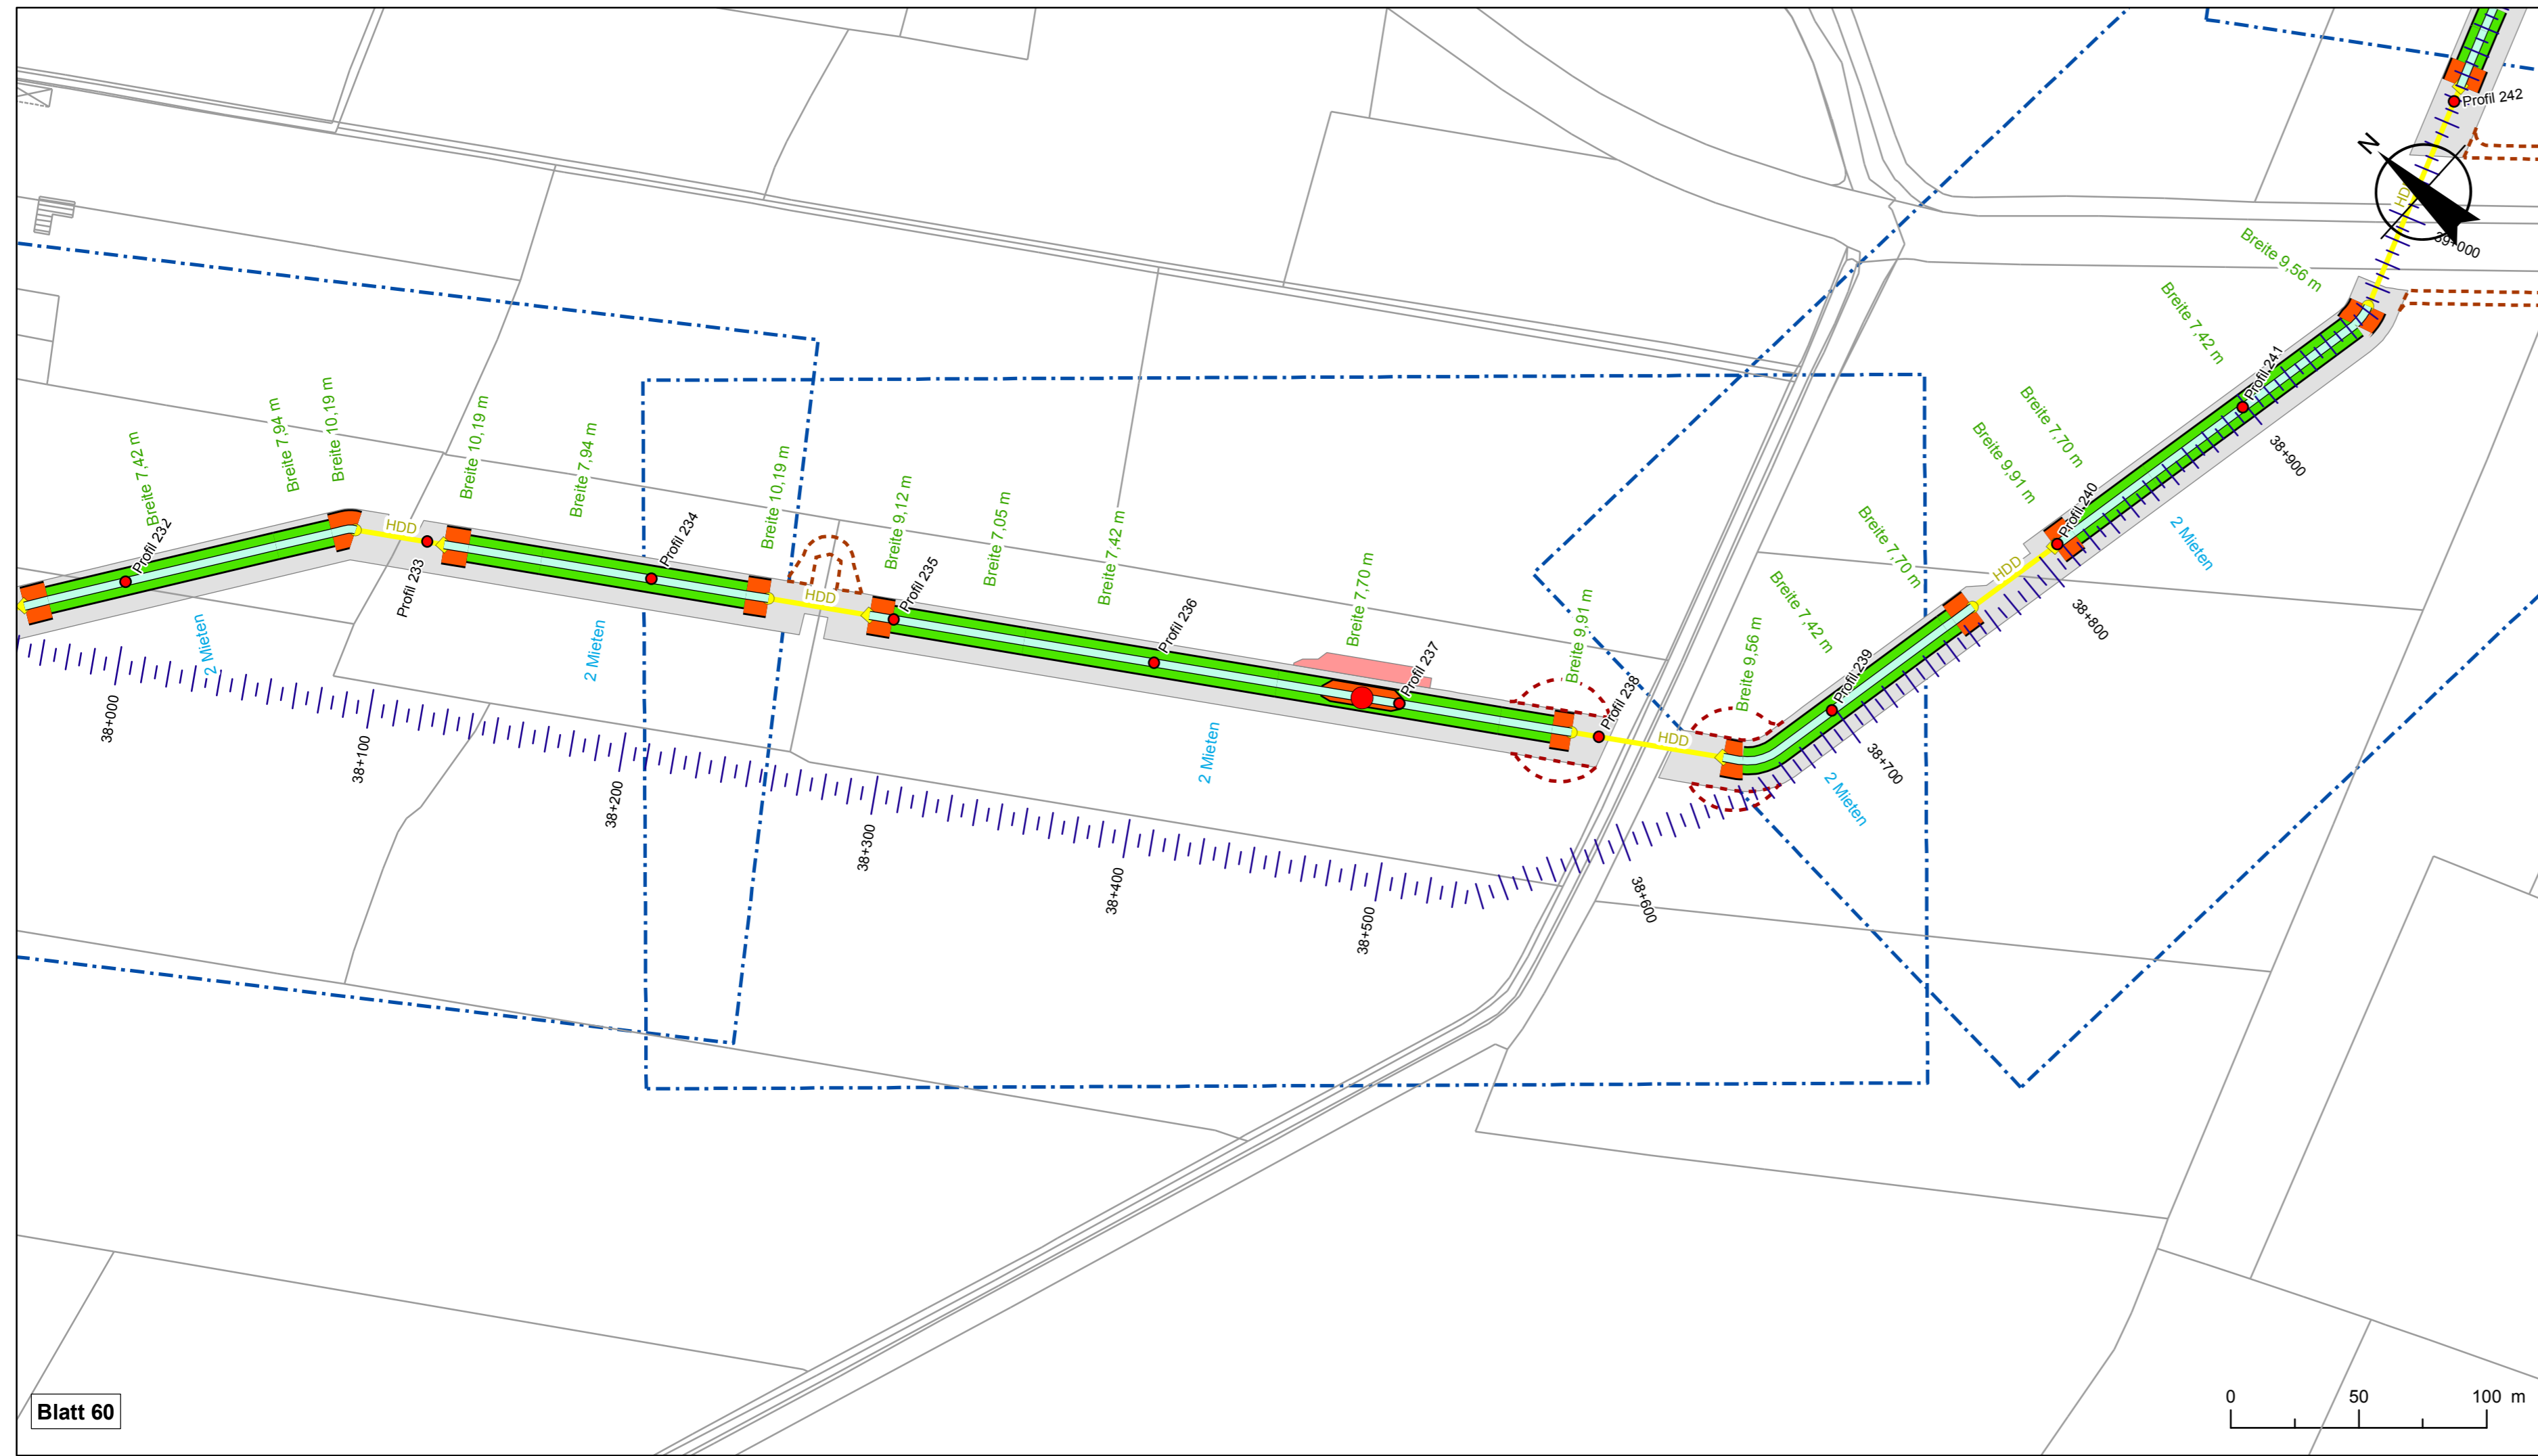 Profil 242
N
HDD
39+000
Breite 9,56 m
Breite 7,42 m
Profil 241
38+900
Breite 7,70 m
Breite 9,91 m
Profil 240
2 Mieten
HDD
38+800
Breite 7,70 m
Breite 7,42 m
Profil 239
38+700
2 Mieten
Breite 9,56 m
HDD
Profil 238
Breite 9,91 m
38+600
Breite 7,70 m
Profil 237
38+500
2 Mieten
Breite 7,42 m
Profil 236
38+400
Breite 7,05 m
Breite 9,12 m
Profil 235
38+300
HDD
Breite 10,19 m
Profil 234
Breite 7,94 m
2 Mieten
38+200
Breite 10,19 m
HDD
Profil 233
38+100
Breite 10,19 m
Breite 7,94 m
Breite 7,42 m
Profil 232
2 Mieten
38+000
Blatt 60
0 50 100 m